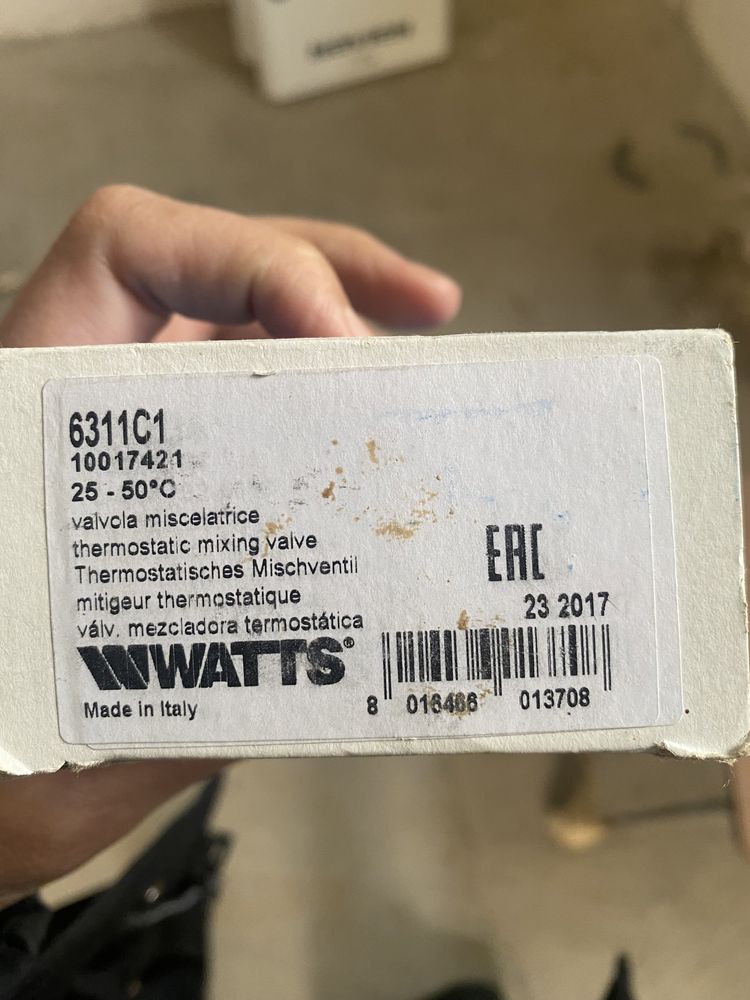 6311C1
10017421
25 - 50°C
valvola miscelatrice
thermostatic mixing valve
Thermostatisches Mischventil
mitigeur thermostatique
válv. mezcladora termostática
WATTS®
Made in Italy
EAC
23 2017
8 016466 013708